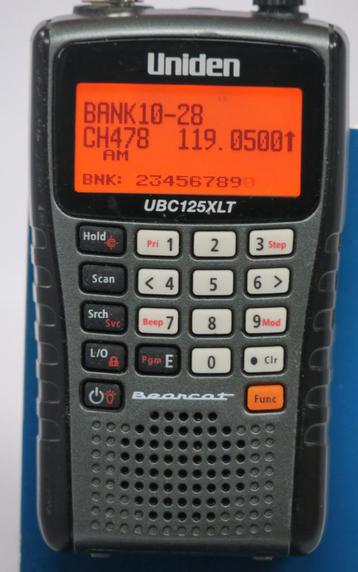 Uniden
BANK10-28
CH478 119.0500↑
AM
BNK: 234567890
UBC125XLT
Hold Pri 1 2 3 Step
Scan < 4 5 6 >
Srch Svc Beep 7 8 9 Mod
L/O Pgm E 0 • Clr
Bearcat Func